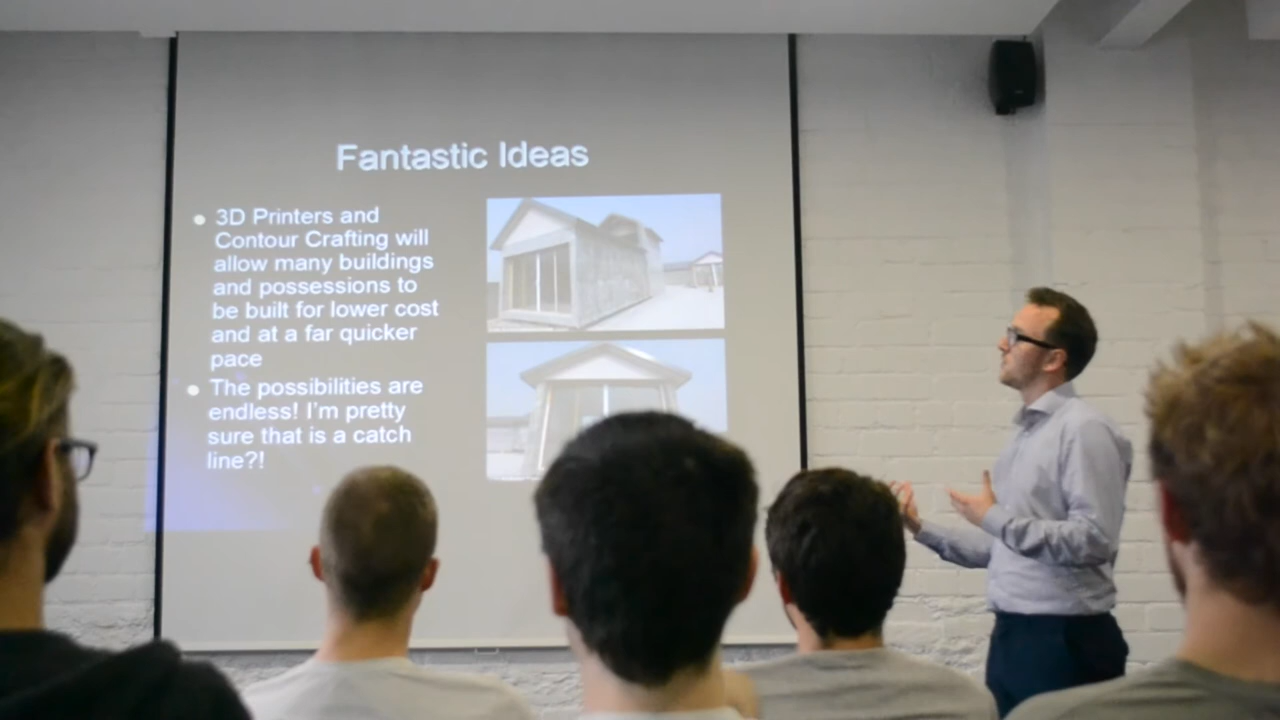 Fantastic Ideas
3D Printers and
Contour Crafting will
allow many buildings
and possessions to
be built for lower cost
and at a far quicker
pace
The possibilities are
endless! I'm pretty
sure that is a catch
line?!